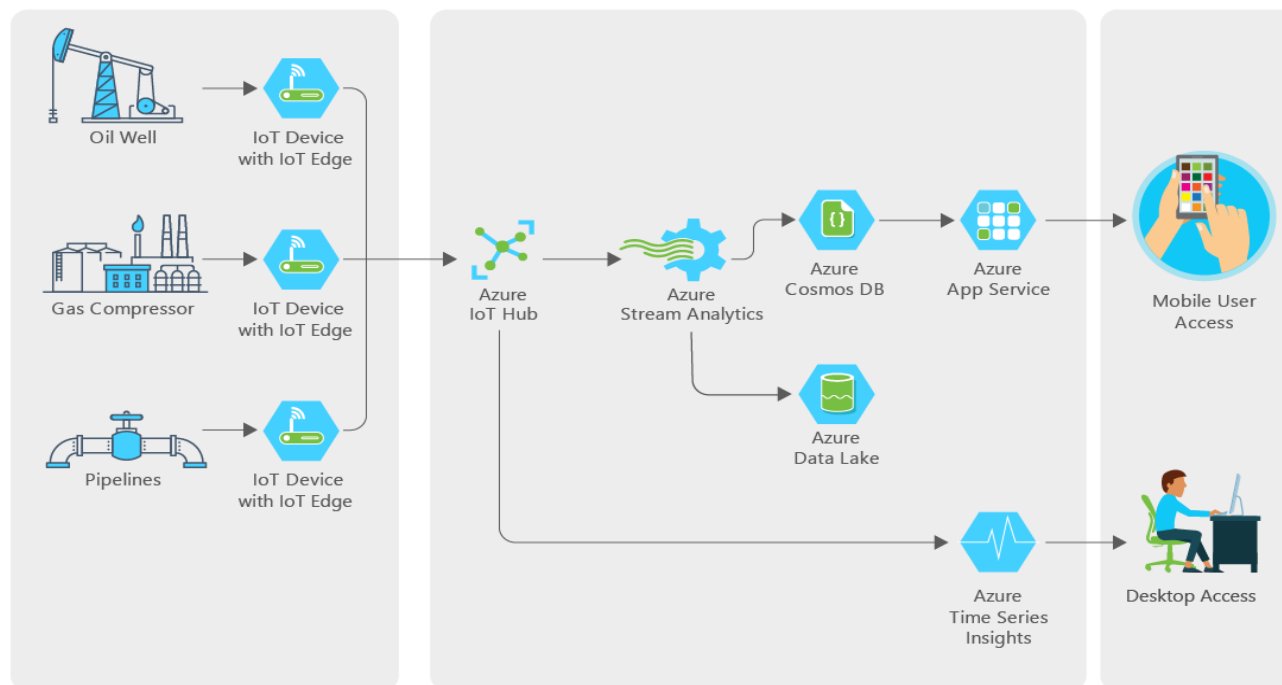 Oil Well
IoT Device
with IoT Edge
Gas Compressor
IoT Device
with IoT Edge
Pipelines
IoT Device
with IoT Edge
Azure
IoT Hub
Azure
Stream Analytics
Azure
Cosmos DB
Azure
App Service
Azure
Data Lake
Azure
Time Series
Insights
Mobile User
Access
Desktop Access